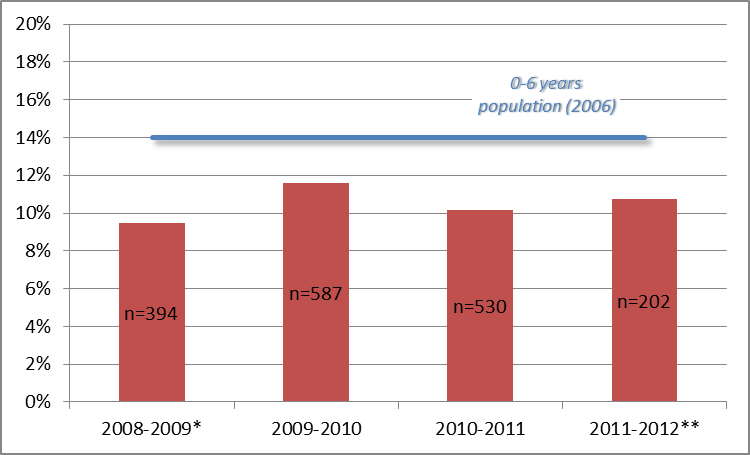 20%
18%
16%
14%
12%
10%
8%
6%
4%
2%
0%
0-6 years
population (2006)
n=394
n=587
n=530
n=202
2008-2009*
2009-2010
2010-2011
2011-2012**